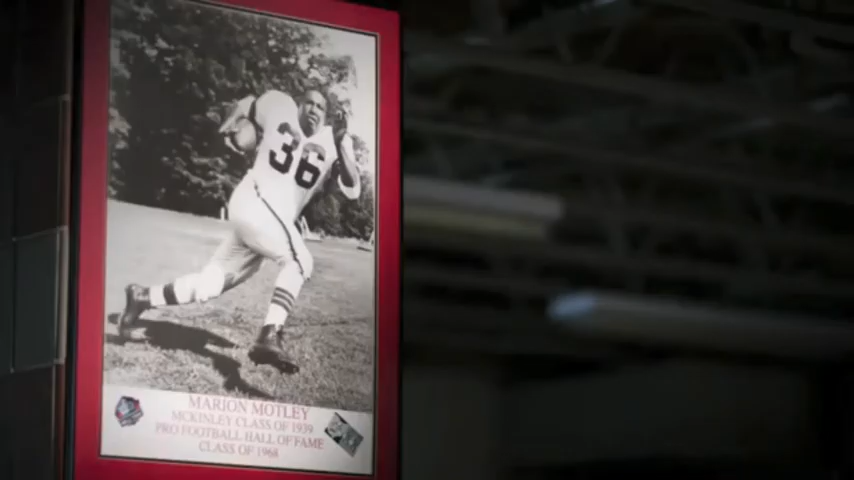 36
MARION MOTLEY
MCKINLEY CLASS OF 1939
PRO FOOTBALL HALL OF FAME
CLASS OF 1968